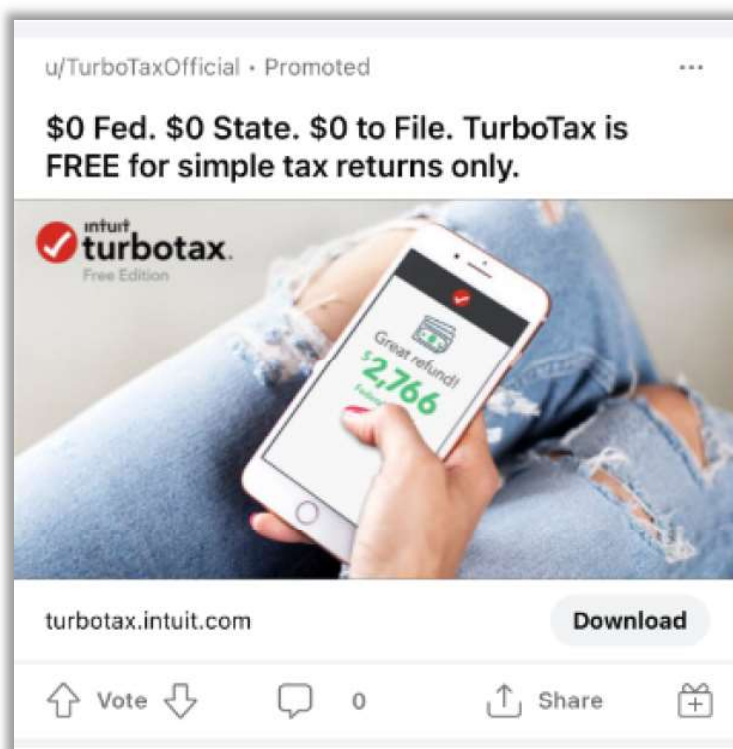 u/TurboTaxOfficial • Promoted
$0 Fed. $0 State. $0 to File. TurboTax is
FREE for simple tax returns only.
intuit
turbotax.
Free Edition
Great refund!
$2,766
turbotax.intuit.com
Download
Vote
0
Share